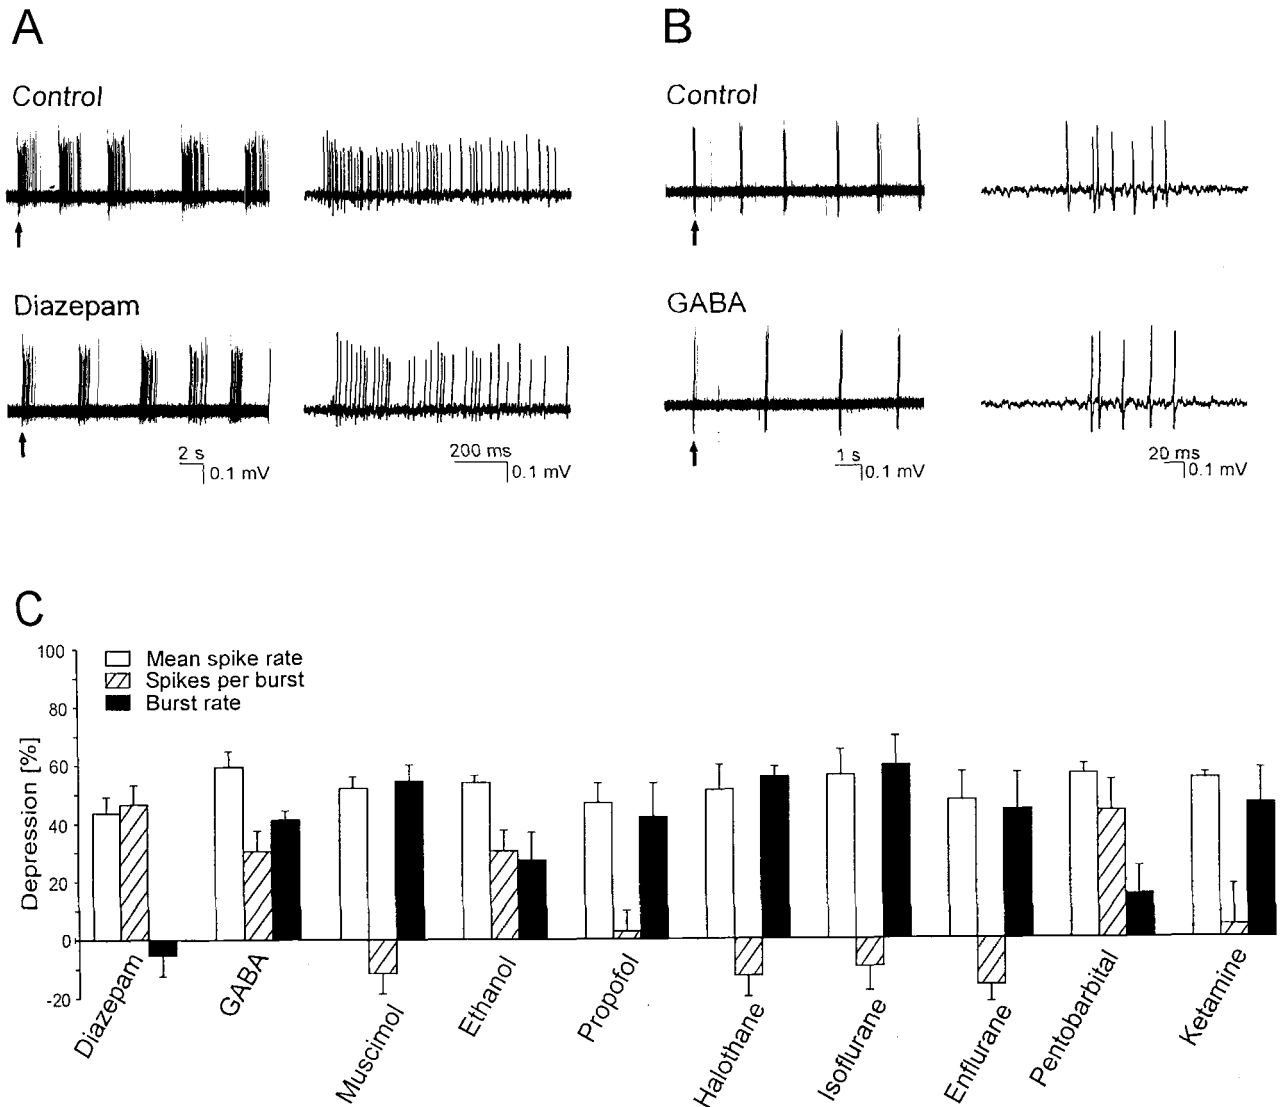 A
B
Control
Control
Diazepam
GABA
2 s
0.1 mV
200 ms
0.1 mV
1 s
0.1 mV
20 ms
0.1 mV
C
Mean spike rate
Spikes per burst
Burst rate
Depression [%]
100
80
60
40
20
0
-20
Diazepam
GABA
Muscimol
Ethanol
Propofol
Halothane
Isoflurane
Enflurane
Pentobarbital
Ketamine